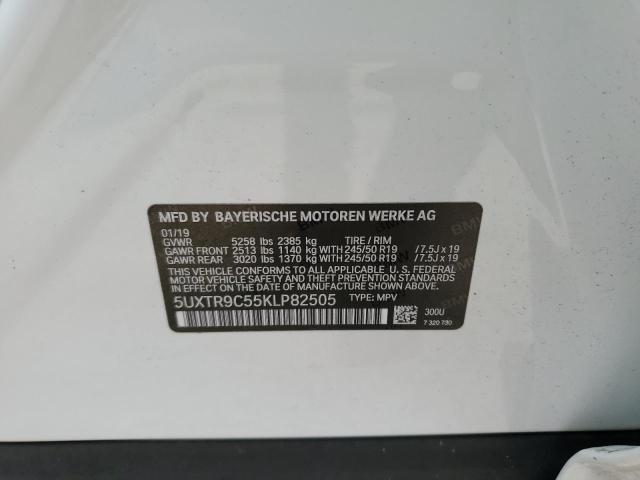 MFD BY BAYERISCHE MOTOREN WERKE AG
01/19
GVWR 5258 lbs 2385 kg TIRE / RIM
GAWR FRONT 2513 lbs 1140 kg WITH 245/50 R19 / 7.5J x 19
GAWR REAR 3020 lbs 1370 kg WITH 245/50 R19 / 7.5J x 19
THIS VEHICLE CONFORMS TO ALL APPLICABLE U. S. FEDERAL
MOTOR VEHICLE SAFETY STANDARDS IN EFFECT ON THE
DATE OF MANUFACTURE SHOWN ABOVE.
5UXTR9C55KLP82505 TYPE: MPV
300U
7 320 730